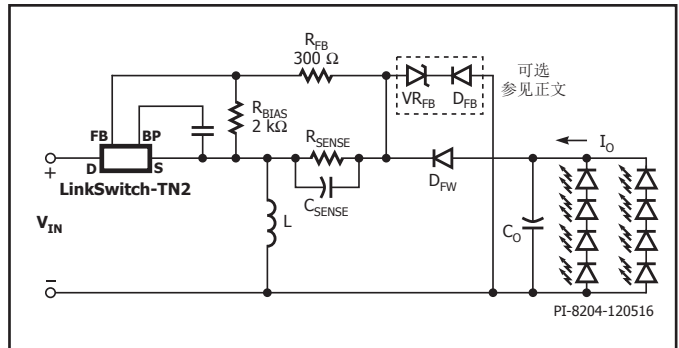 R_FB
300 Ω
可选
参见正文
VR_FB
D_FB
R_BIAS
2 kΩ
FB
BP
R_SENSE
I_O
D
S
+
LinkSwitch-TN2
D_FW
C_SENSE
V_IN
L
C_O
−
PI-8204-120516